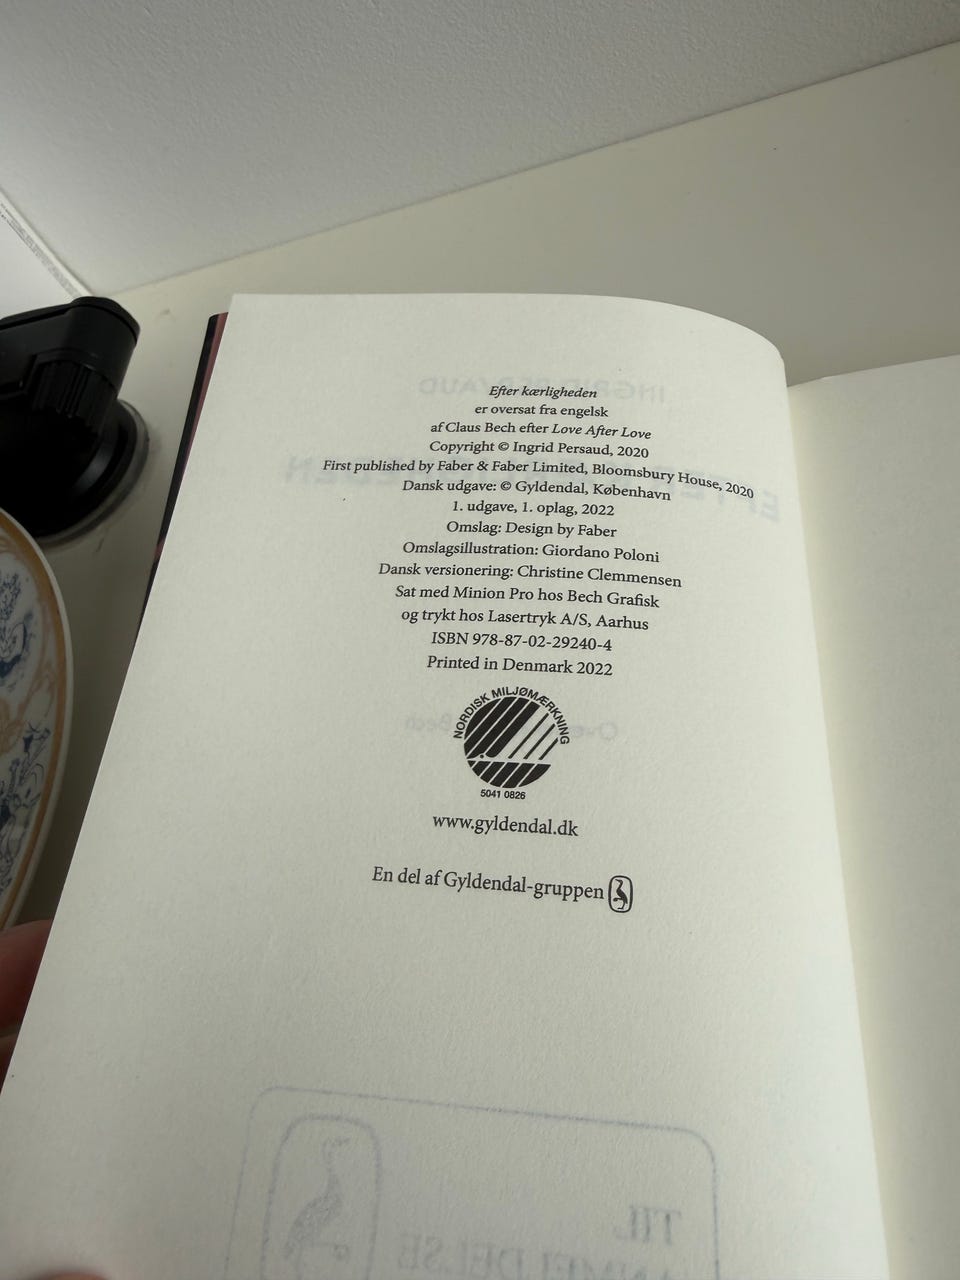 Efter kærligheden
er oversat fra engelsk
af Claus Bech efter Love After Love
Copyright © Ingrid Persaud, 2020
First published by Faber & Faber Limited, Bloomsbury House, 2020
Dansk udgave: © Gyldendal, København
1. udgave, 1. oplag, 2022
Omslag: Design by Faber
Omslagsillustration: Giordano Poloni
Dansk versionering: Christine Clemmensen
Sat med Minion Pro hos Bech Grafisk
og trykt hos Lasertryk A/S, Aarhus
ISBN 978-87-02-29240-4
Printed in Denmark 2022
NORDISK MILJØMÆRKNING
5041 0826
www.gyldendal.dk
En del af Gyldendal-gruppen
TIL
ANMELDELSE